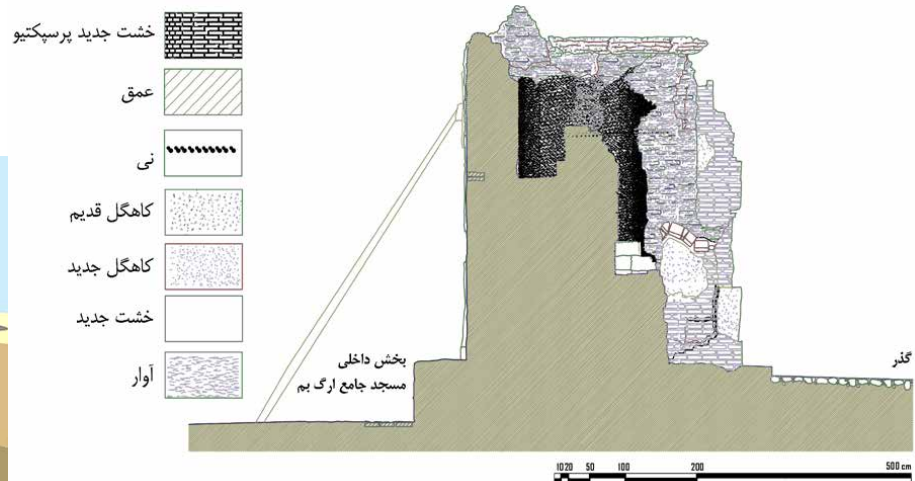 خشت جدید پرسپکتیو
عمق
نی
کاهگل قدیم
کاهگل جدید
خشت جدید
آوار
بخش داخلی
مسجد جامع ارگ بم
گذر
10 20 50 100 200 500 cm